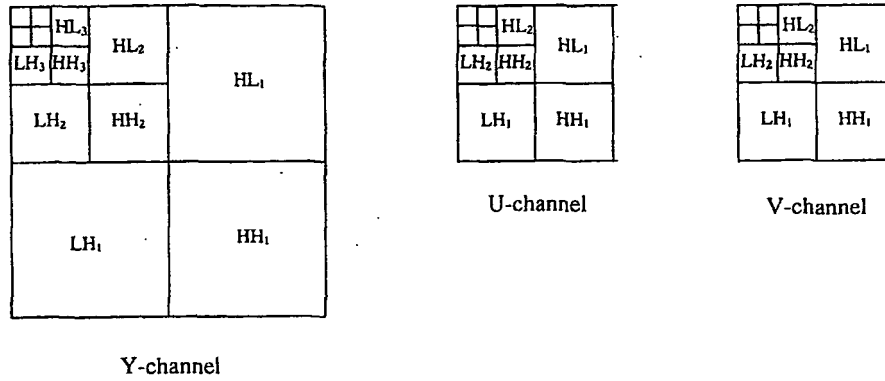 HL₃
HL₂
LH₃ HH₃
HL₁
LH₂ HH₂
LH₁ HH₁
Y-channel
HL₂
HL₁
LH₂ HH₂
LH₁ HH₁
U-channel
HL₂
HL₁
LH₂ HH₂
LH₁ HH₁
V-channel